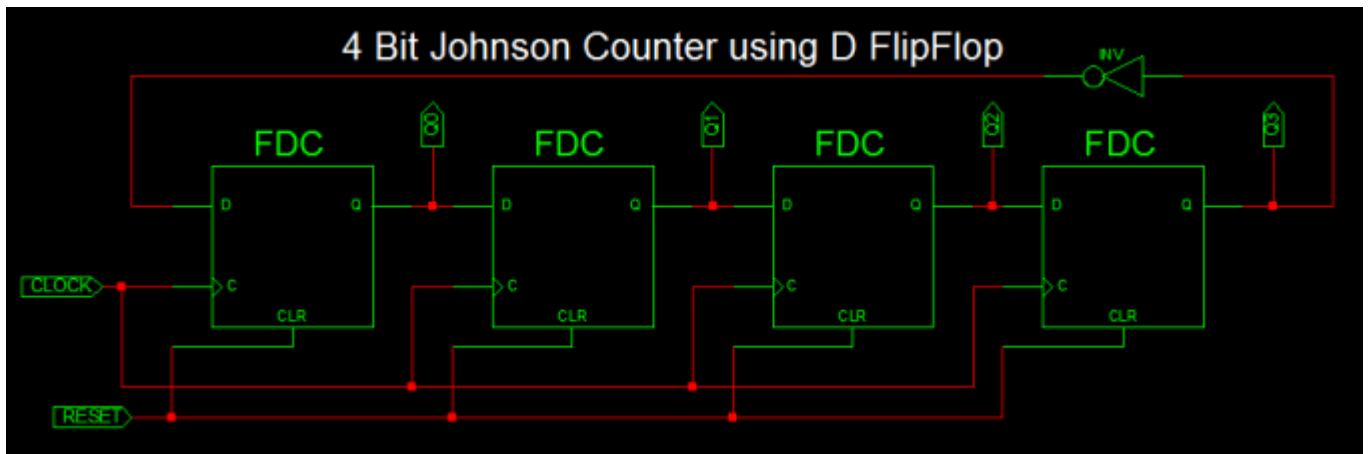 4 Bit Johnson Counter using D FlipFlop
INV
Q0
Q1
Q2
Q3
FDC
FDC
FDC
FDC
D
Q
D
Q
D
Q
D
Q
CLOCK
C
C
C
C
CLR
CLR
CLR
CLR
RESET